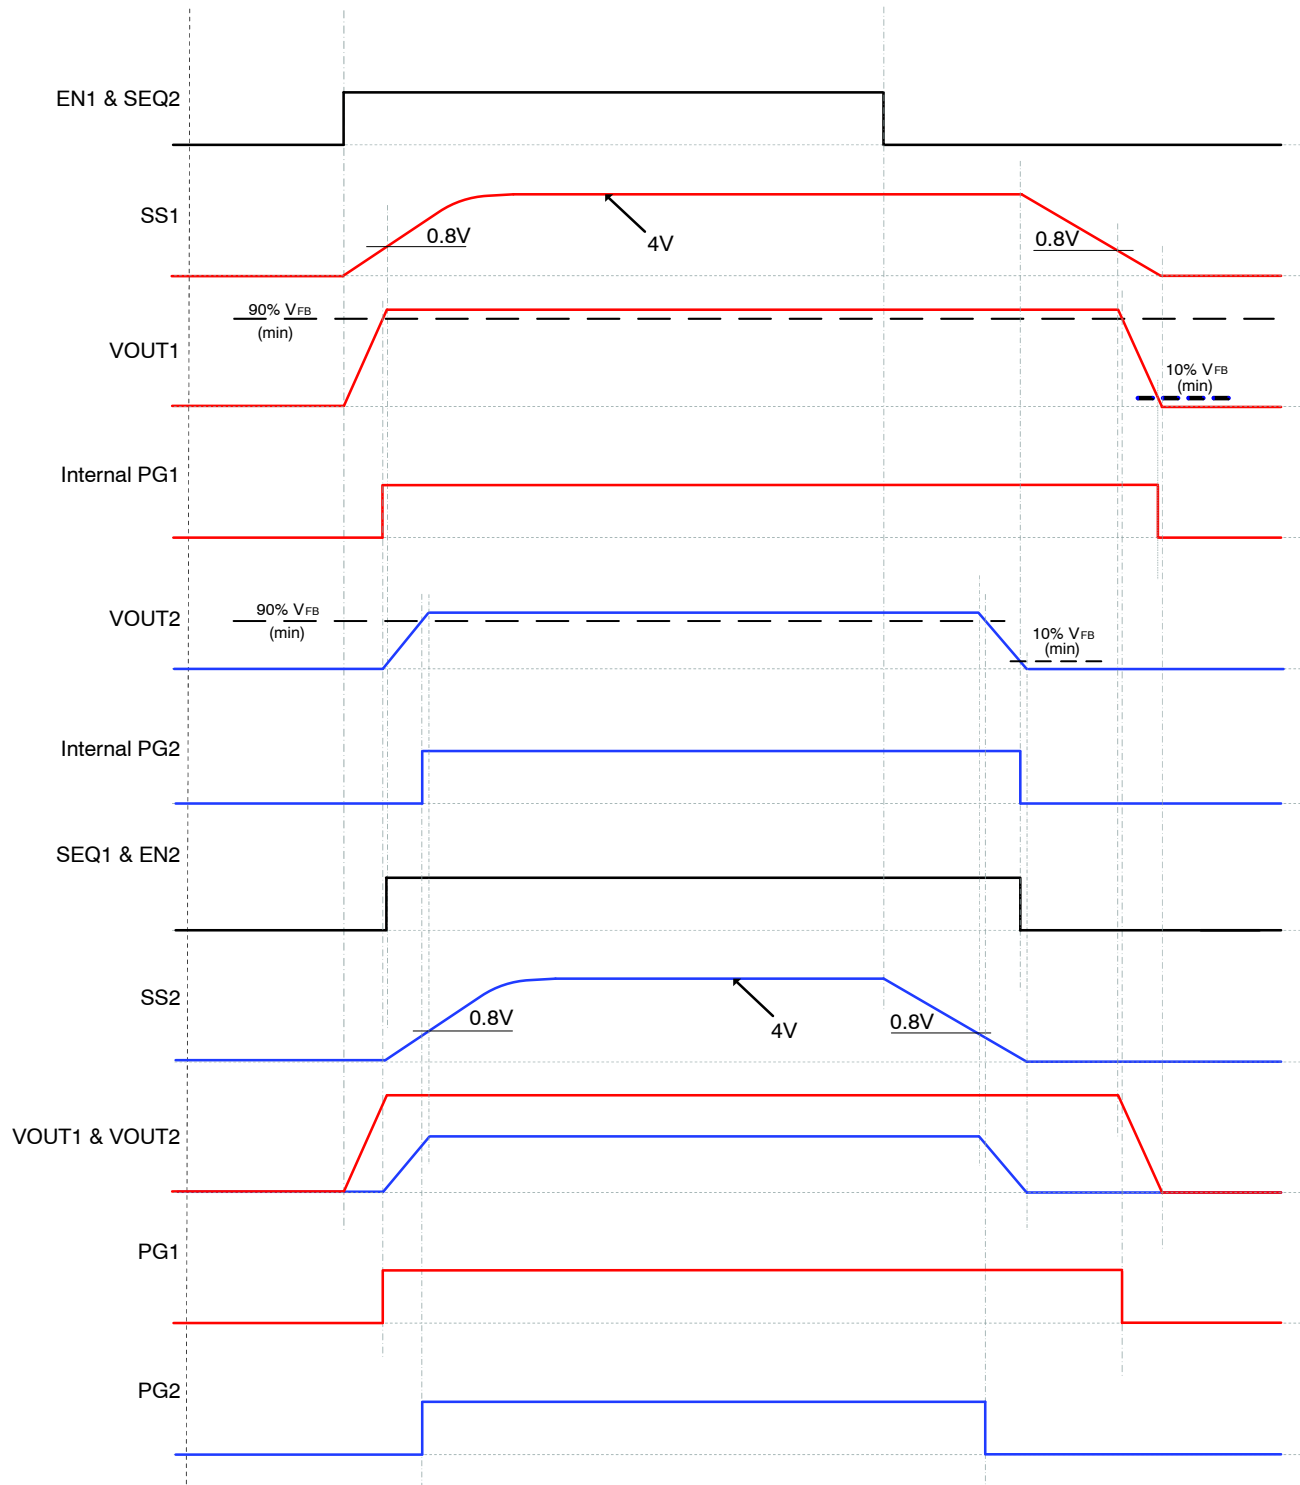 EN1 & SEQ2
SS1
0.8V
4V
0.8V
90% VFB
(min)
VOUT1
10% VFB
(min)
Internal PG1
90% VFB
(min)
VOUT2
10% VFB
(min)
Internal PG2
SEQ1 & EN2
SS2
0.8V
4V
0.8V
VOUT1 & VOUT2
PG1
PG2